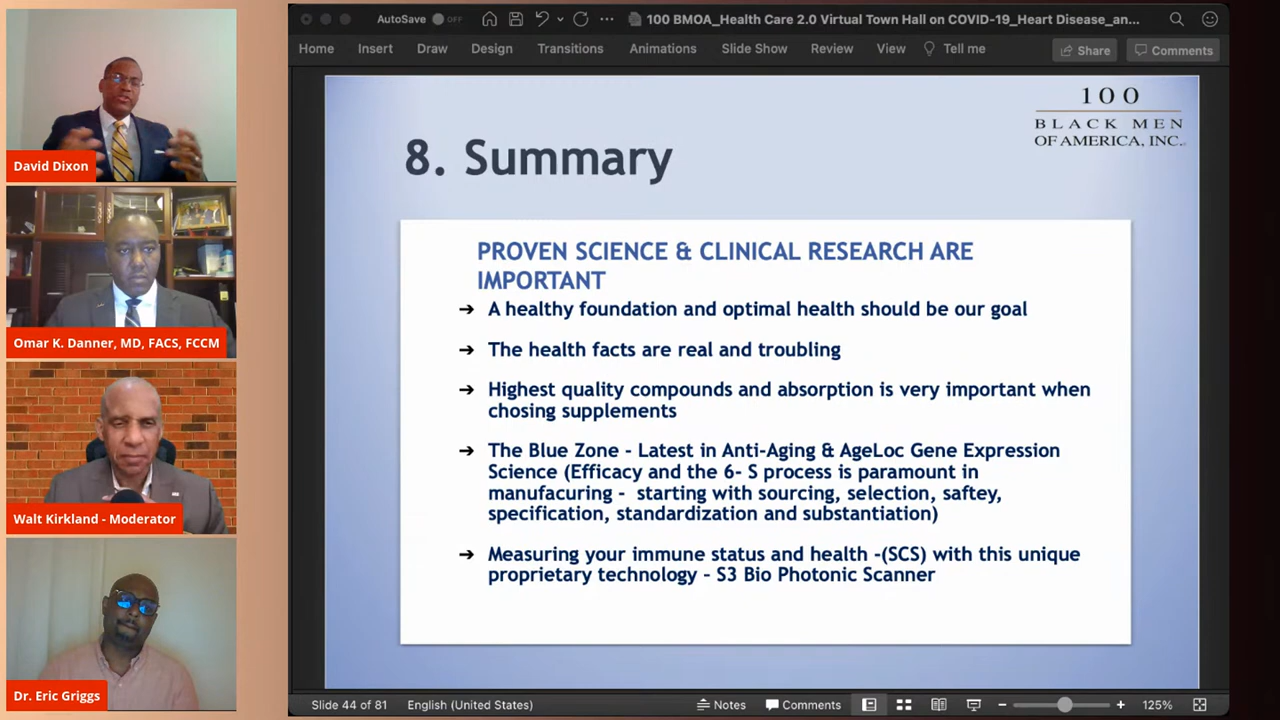 David Dixon
Omar K. Danner, MD, FACS, FCCM
Walt Kirkland - Moderator
Dr. Eric Griggs
AutoSave OFF
100 BMOA_Health Care 2.0 Virtual Town Hall on COVID-19_Heart Disease_an...
Home Insert Draw Design Transitions Animations Slide Show Review View Tell me Share Comments
100
BLACK MEN
OF AMERICA, INC.
8. Summary
PROVEN SCIENCE & CLINICAL RESEARCH ARE
IMPORTANT
➔ A healthy foundation and optimal health should be our goal
➔ The health facts are real and troubling
➔ Highest quality compounds and absorption is very important when
chosing supplements
➔ The Blue Zone - Latest in Anti-Aging & AgeLoc Gene Expression
Science (Efficacy and the 6- S process is paramount in
manufacuring - starting with sourcing, selection, saftey,
specification, standardization and substantiation)
➔ Measuring your immune status and health -(SCS) with this unique
proprietary technology - S3 Bio Photonic Scanner
Slide 44 of 81 English (United States) Notes Comments 125%